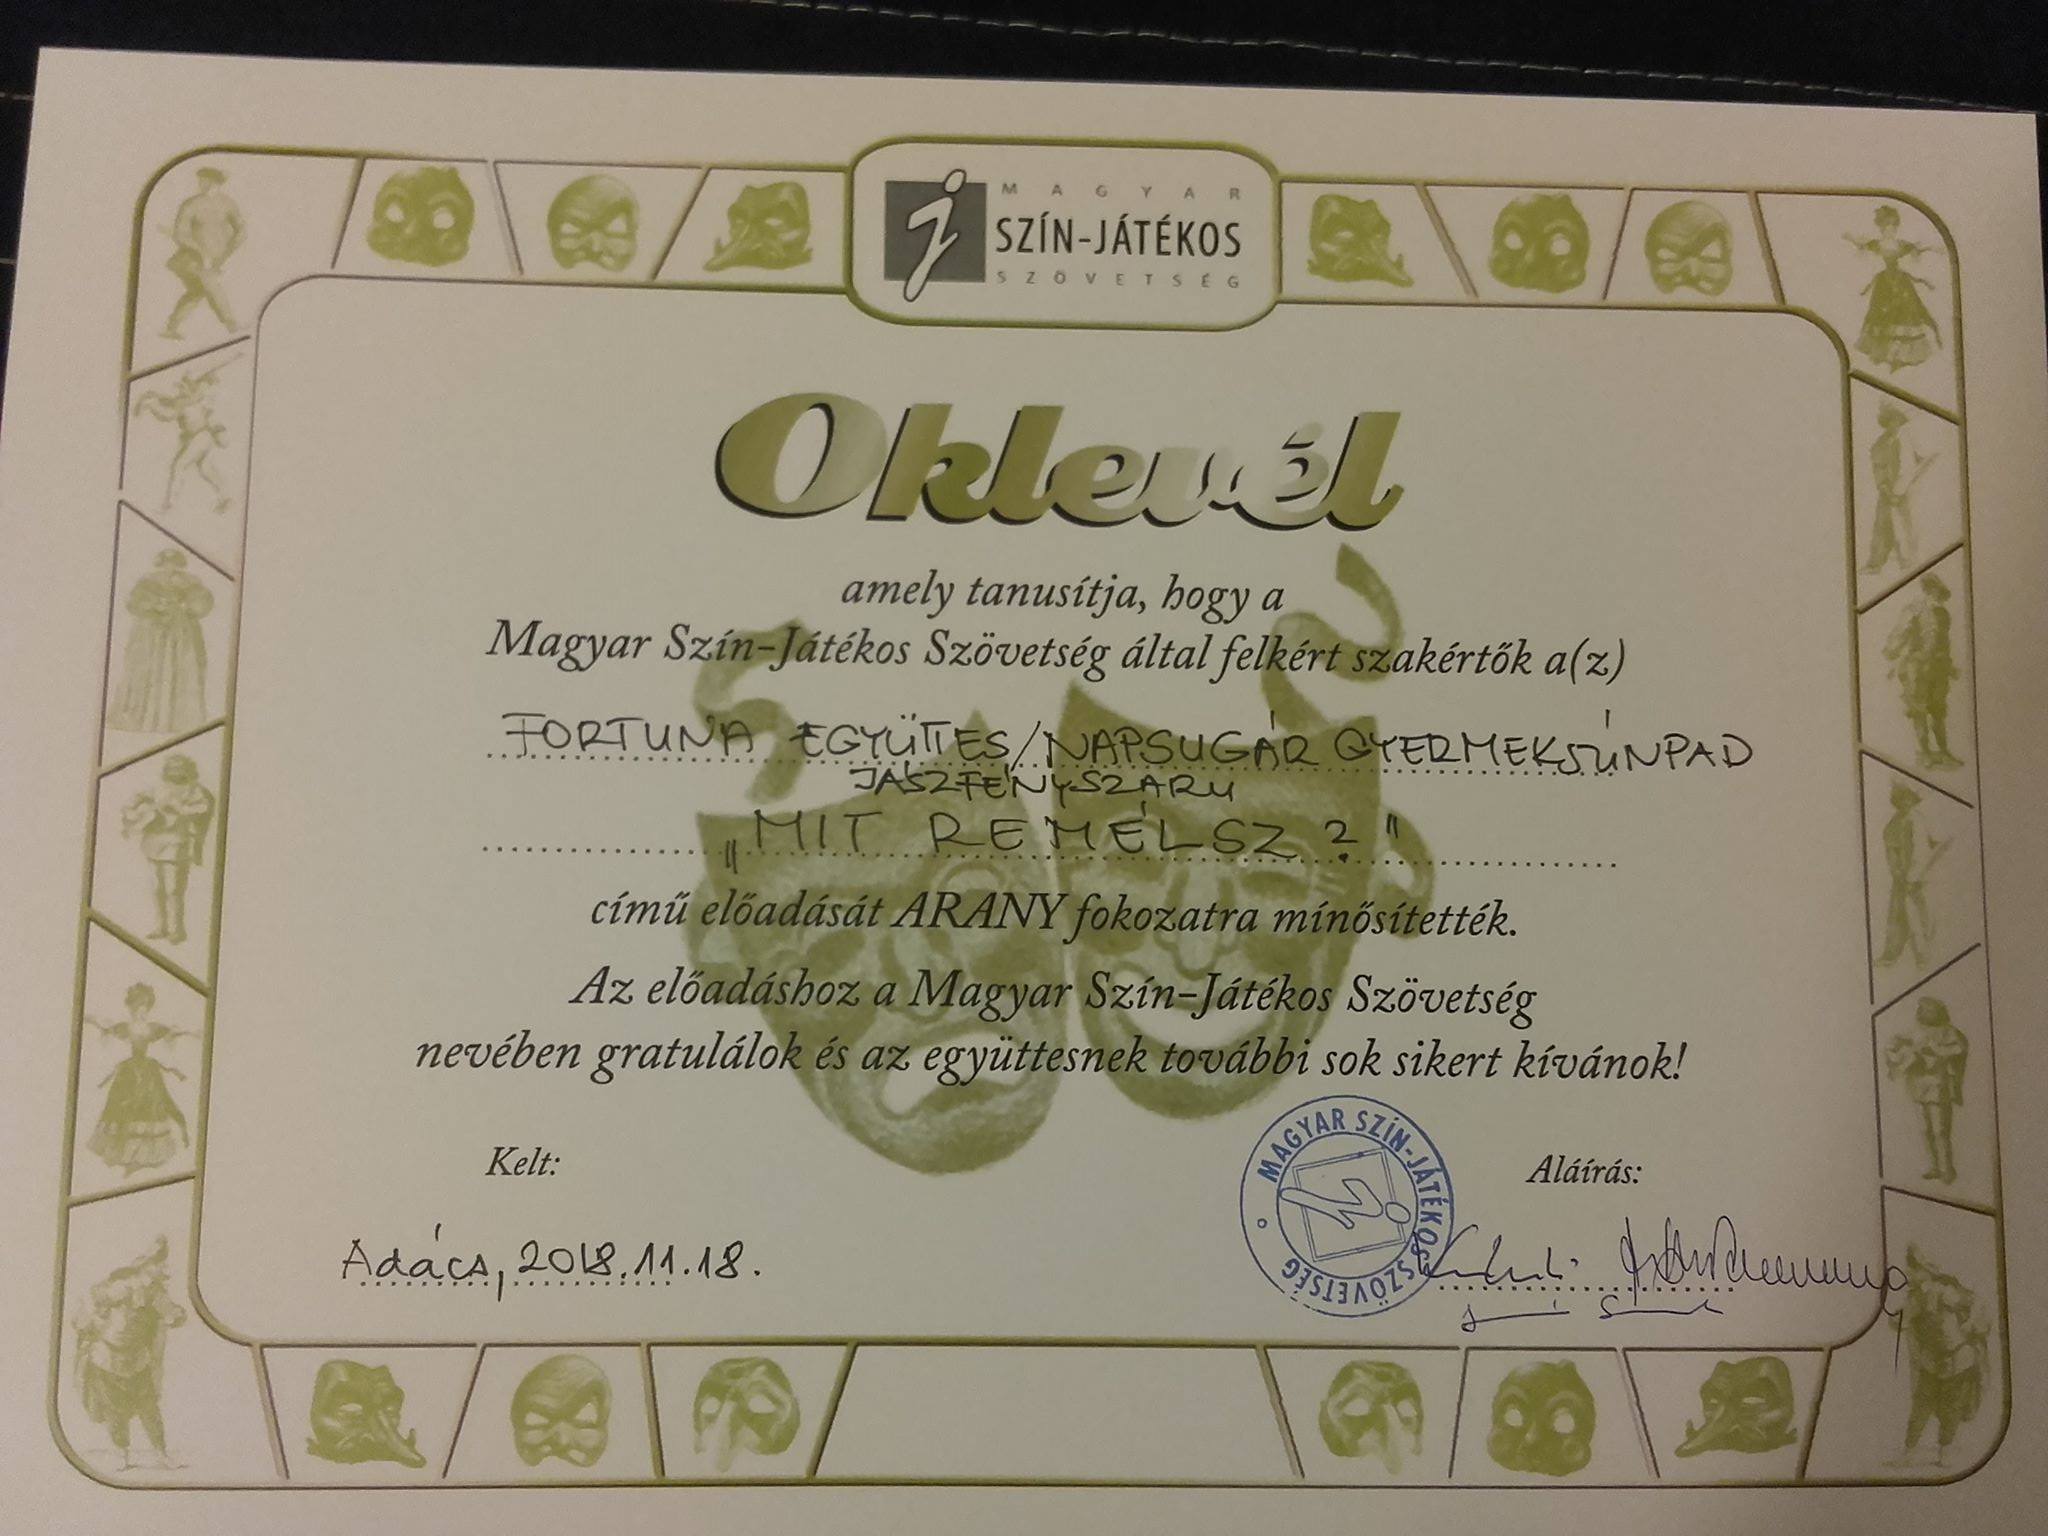 MAGYAR
SZÍN-JÁTÉKOS
SZÖVETSÉG
Oklevél
amely tanusítja, hogy a
Magyar Szín-Játékos Szövetség által felkért szakértők a(z)
FORTUNA EGYÜTTES/NAPSUGÁR GYERMEKSZÍNPAD
JÁSZFÉNYSZARU
„MIT REMÉLSZ?"
című előadását ARANY fokozatra mínősítették.
Az előadáshoz a Magyar Szín-Játékos Szövetség
nevében gratulálok és az együttesnek további sok sikert kívánok!
Kelt:
Aláírás:
Adács, 2018.11.18.
MAGYAR SZÍN-JÁTÉKOS SZÖVETSÉG